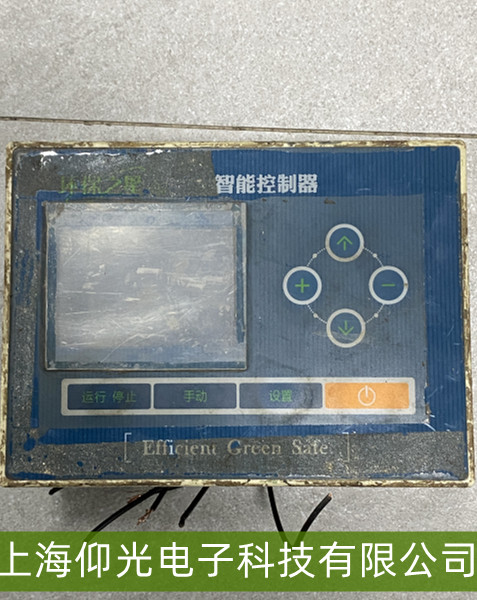 环保之星 智能控制器
+ −
运行 停止 手动 设置
[ Efficient Green Safe ]
上海仰光电子科技有限公司